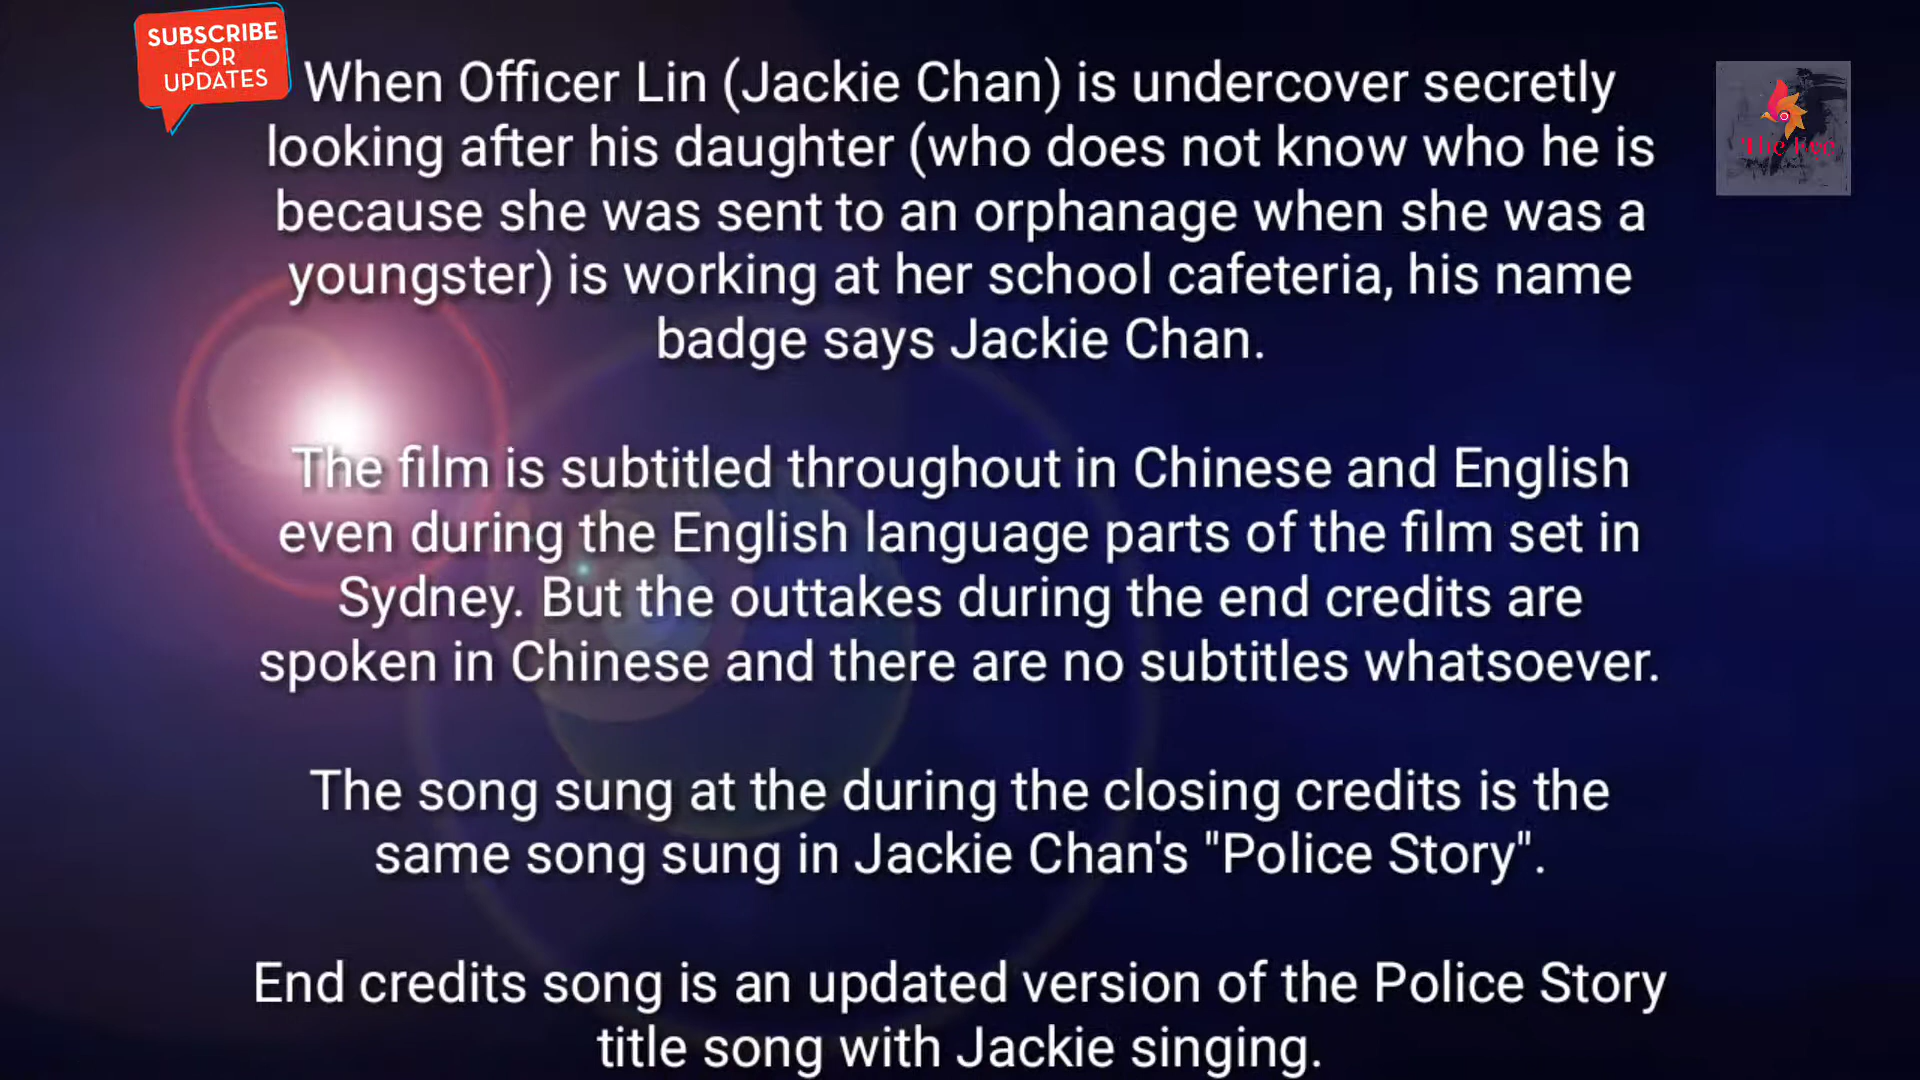 SUBSCRIBE
FOR
UPDATES
When Officer Lin (Jackie Chan) is undercover secretly
looking after his daughter (who does not know who he is
because she was sent to an orphanage when she was a
youngster) is working at her school cafeteria, his name
badge says Jackie Chan.
The film is subtitled throughout in Chinese and English
even during the English language parts of the film set in
Sydney. But the outtakes during the end credits are
spoken in Chinese and there are no subtitles whatsoever.
The song sung at the during the closing credits is the
same song sung in Jackie Chan's "Police Story".
End credits song is an updated version of the Police Story
title song with Jackie singing.
The